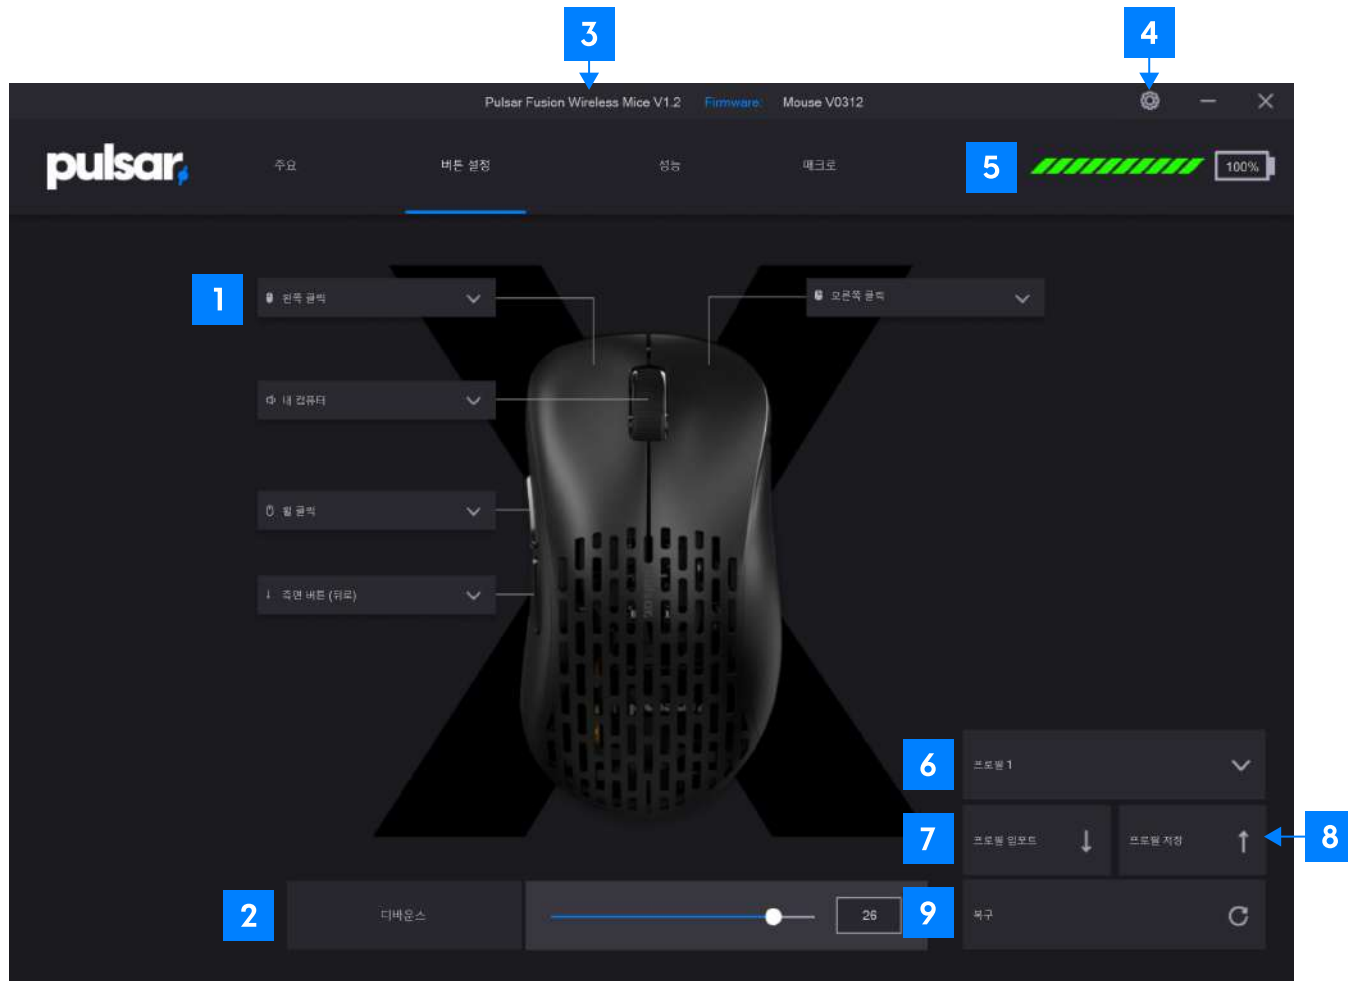 3
4
Pulsar Fusion Wireless Mice V1.2 Firmware: Mouse V0312
pulsar
주요
버튼 설정
성능
매크로
5
100%
1
왼쪽 클릭
오른쪽 클릭
내 컴퓨터
휠 클릭
측면 버튼 (뒤로)
6
프로필 1
7
프로필 임포트
프로필 저장
8
2
디바운스
26
9
복구